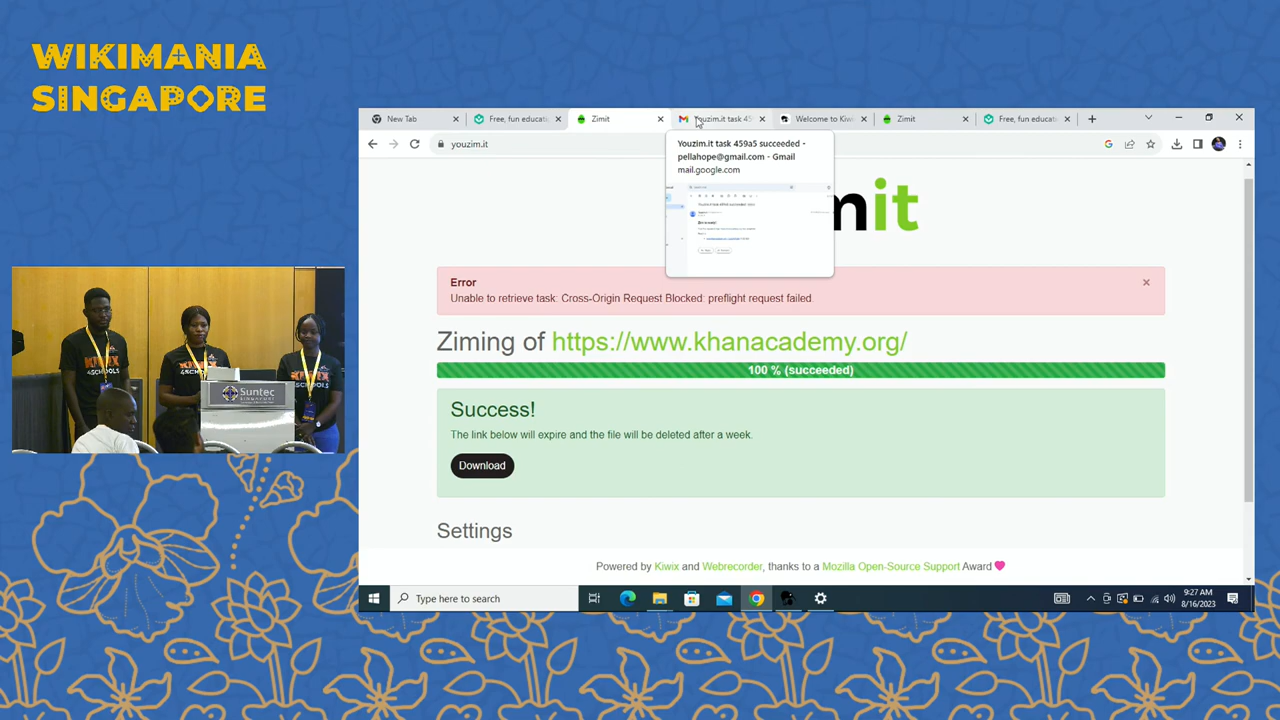 WIKIMANIA
SINGAPORE
New Tab
Free, fun educati
Zimit
Youzim.it task 459
Welcome to Kiwi
Zimit
Free, fun educati
youzim.it
Youzim.it task 459a5 succeeded -
pellahope@gmail.com - Gmail
mail.google.com
mit
Error
Unable to retrieve task: Cross-Origin Request Blocked: preflight request failed.
Ziming of https://www.khanacademy.org/
100 % (succeeded)
Success!
The link below will expire and the file will be deleted after a week.
Download
Settings
Powered by Kiwix and Webrecorder, thanks to a Mozilla Open-Source Support Award
Type here to search
9:27 AM
8/16/2023
KIWIX
4SCHOOLS
Suntec
SINGAPORE
4SCHOOLS